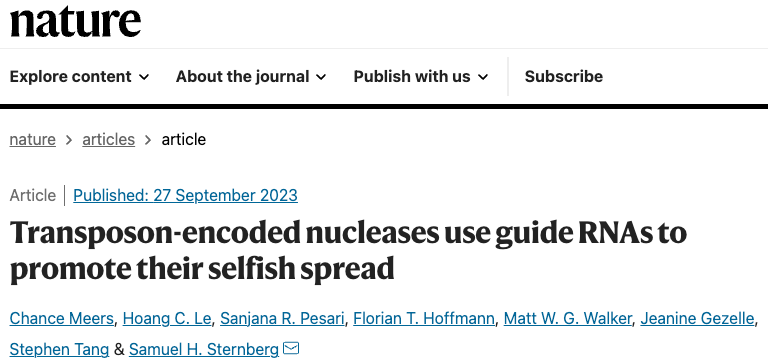 nature
Explore content About the journal Publish with us Subscribe
nature > articles > article
Article | Published: 27 September 2023
Transposon-encoded nucleases use guide RNAs to
promote their selfish spread
Chance Meers, Hoang C. Le, Sanjana R. Pesari, Florian T. Hoffmann, Matt W. G. Walker, Jeanine Gezelle,
Stephen Tang & Samuel H. Sternberg